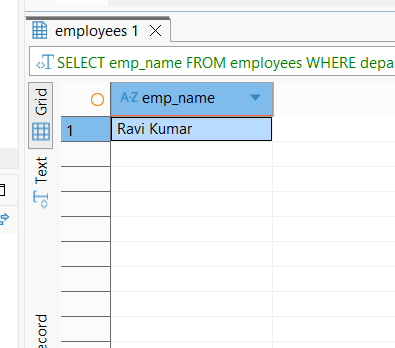 employees 1
SELECT emp_name FROM employees WHERE depa
Grid
A-Z emp_name
1
Ravi Kumar
Text
ecord